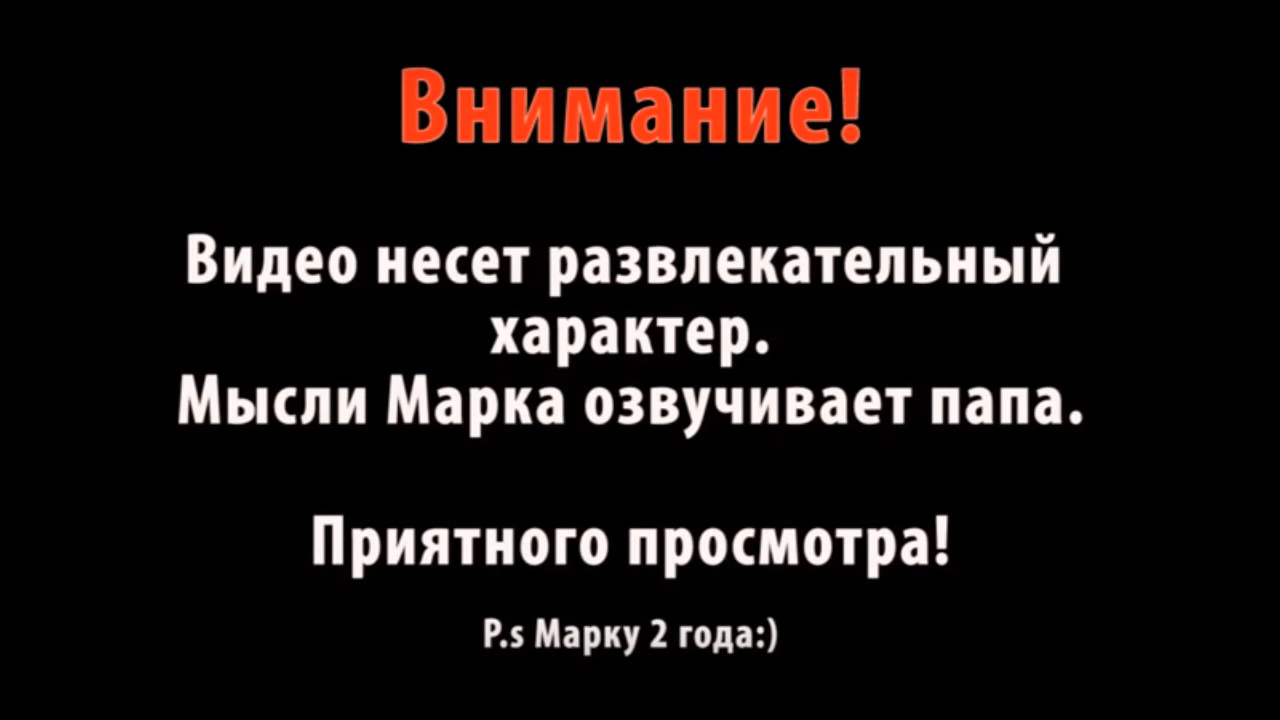 Внимание!
Видео несет развлекательный
характер.
Мысли Марка озвучивает папа.
Приятного просмотра!
P.s Марку 2 года:)